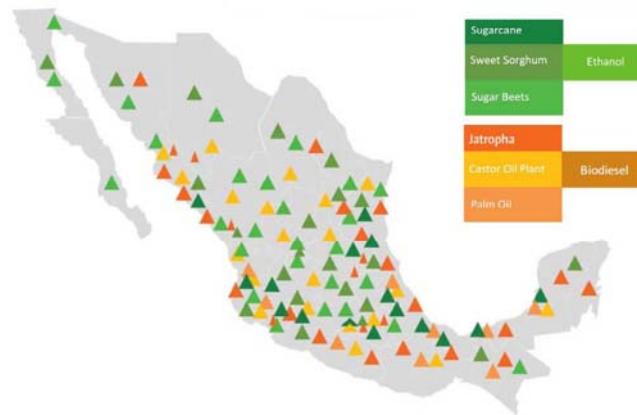 Sugarcane
Sweet Sorghum
Ethanol
Sugar Beets
Jatropha
Castor Oil Plant
Biodiesel
Palm Oil